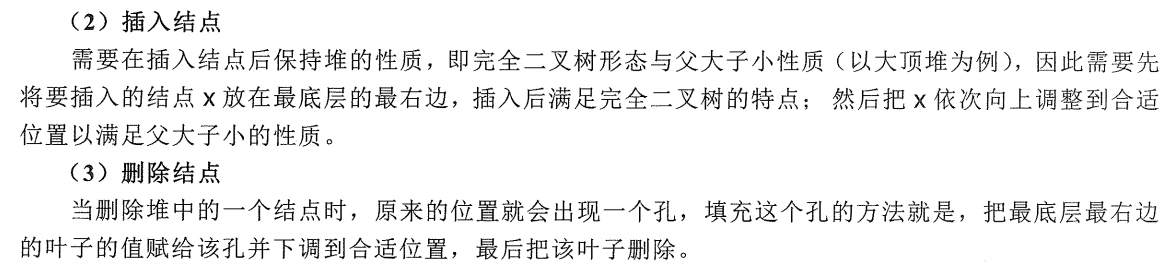 （2）插入结点
需要在插入结点后保持堆的性质，即完全二叉树形态与父大子小性质（以大顶堆为例），因此需要先
将要插入的结点 x 放在最底层的最右边，插入后满足完全二叉树的特点； 然后把 x 依次向上调整到合适
位置以满足父大子小的性质。
（3）删除结点
当删除堆中的一个结点时，原来的位置就会出现一个孔，填充这个孔的方法就是，把最底层最右边
的叶子的值赋给该孔并下调到合适位置，最后把该叶子删除。